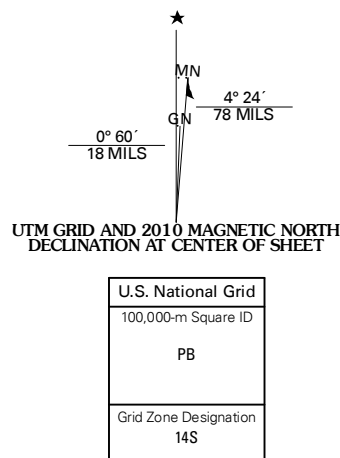 ★
MN
GN
4° 24´
78 MILS
0° 60´
18 MILS
UTM GRID AND 2010 MAGNETIC NORTH
DECLINATION AT CENTER OF SHEET
U.S. National Grid
100,000-m Square ID
PB
Grid Zone Designation
14S